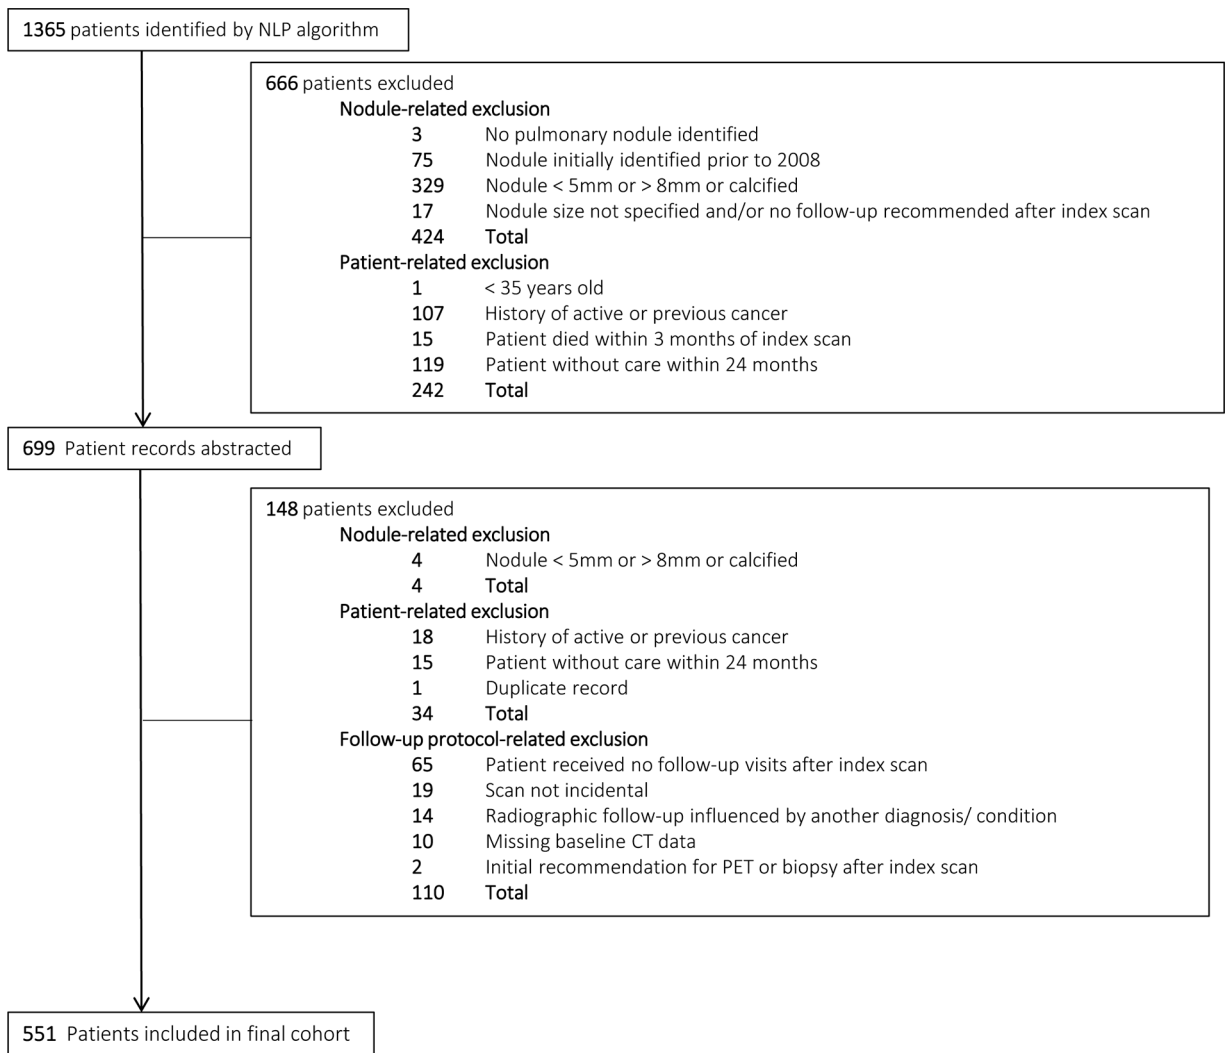 1365 patients identified by NLP algorithm
666 patients excluded
Nodule-related exclusion
3 No pulmonary nodule identified
75 Nodule initially identified prior to 2008
329 Nodule < 5mm or > 8mm or calcified
17 Nodule size not specified and/or no follow-up recommended after index scan
424 Total
Patient-related exclusion
1 < 35 years old
107 History of active or previous cancer
15 Patient died within 3 months of index scan
119 Patient without care within 24 months
242 Total
699 Patient records abstracted
148 patients excluded
Nodule-related exclusion
4 Nodule < 5mm or > 8mm or calcified
4 Total
Patient-related exclusion
18 History of active or previous cancer
15 Patient without care within 24 months
1 Duplicate record
34 Total
Follow-up protocol-related exclusion
65 Patient received no follow-up visits after index scan
19 Scan not incidental
14 Radiographic follow-up influenced by another diagnosis/ condition
10 Missing baseline CT data
2 Initial recommendation for PET or biopsy after index scan
110 Total
551 Patients included in final cohort